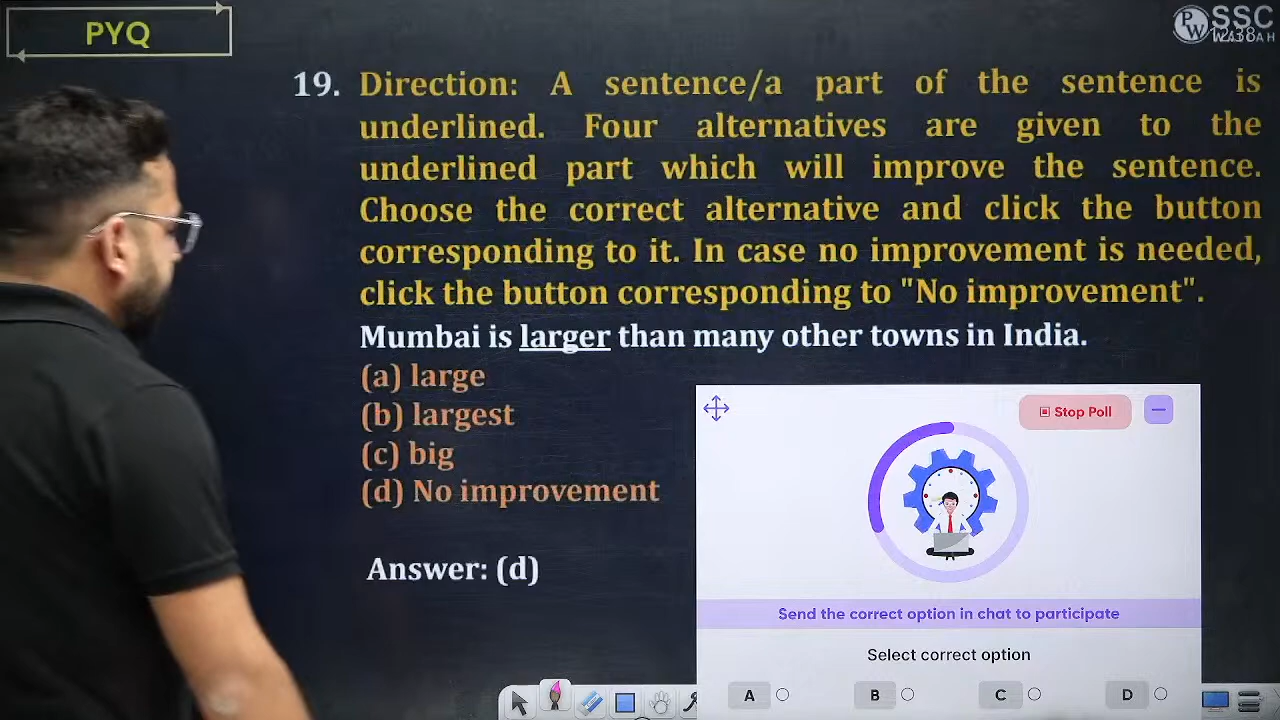 PYQ
PW SSC
12:38
19. Direction: A sentence/a part of the sentence is
underlined. Four alternatives are given to the
underlined part which will improve the sentence.
Choose the correct alternative and click the button
corresponding to it. In case no improvement is needed,
click the button corresponding to "No improvement".
Mumbai is larger than many other towns in India.
(a) large
(b) largest
(c) big
(d) No improvement
Answer: (d)
Stop Poll
Send the correct option in chat to participate
Select correct option
A B C D